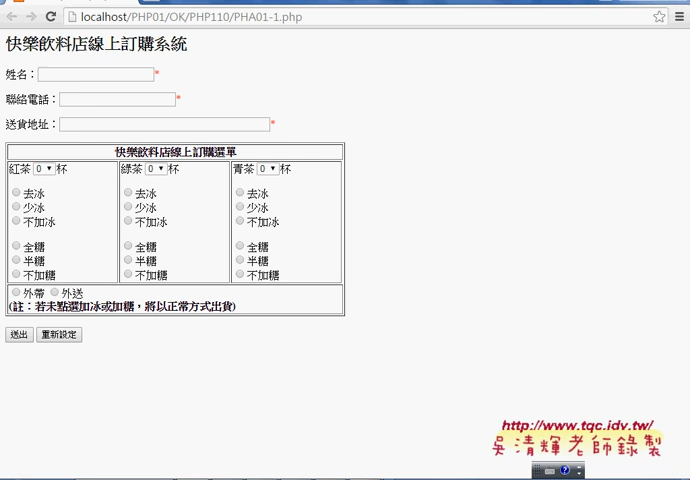 localhost/PHP01/OK/PHP110/PHA01-1.php
快樂飲料店線上訂購系統
姓名：*
聯絡電話：*
送貨地址：*
快樂飲料店線上訂購選單
紅茶 0 杯 綠茶 0 杯 青茶 0 杯
去冰 去冰 去冰
少冰 少冰 少冰
不加冰 不加冰 不加冰
全糖 全糖 全糖
半糖 半糖 半糖
不加糖 不加糖 不加糖
外帶 外送
(註：若未點選加冰或加糖，將以正常方式出貨)
送出 重新設定
http://www.tqc.idv.tw/
吳清輝老師錄製